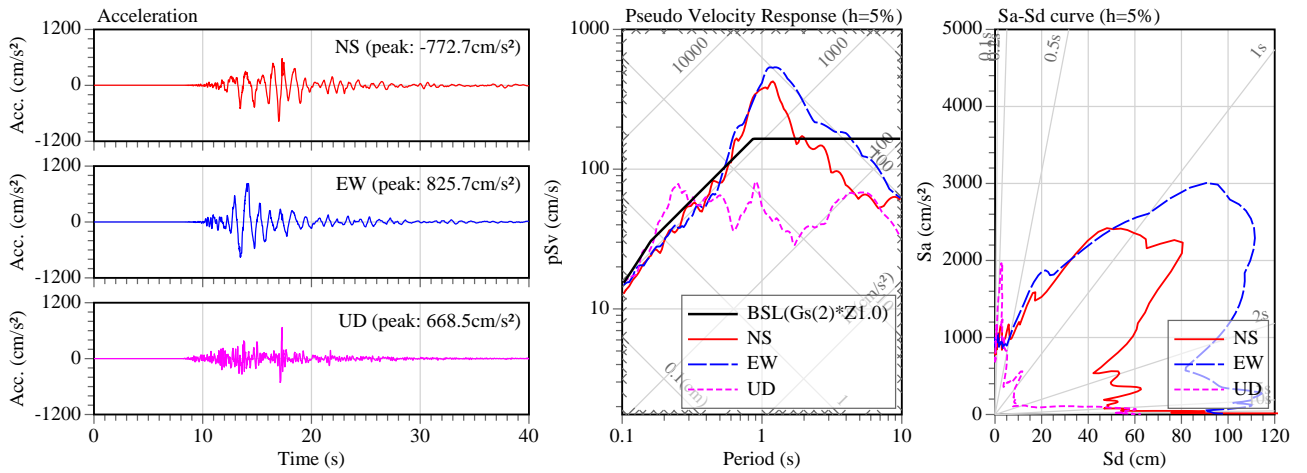 Acceleration
1200
0
-1200
Acc. (cm/s²)
NS (peak: -772.7cm/s²)
1200
0
-1200
Acc. (cm/s²)
EW (peak: 825.7cm/s²)
1200
0
-1200
Acc. (cm/s²)
UD (peak: 668.5cm/s²)
0
10
20
30
40
Time (s)
Pseudo Velocity Response (h=5%)
1000
100
10
pSv (cm/s)
10000
1000
100
100
0.1(cm)
1
BSL(Gs(2)*Z1.0)
NS
EW
UD
0.1
1
10
Period (s)
Sa-Sd curve (h=5%)
5000
4000
3000
2000
1000
0
Sa (cm/s²)
0.1s
0.2s
0.5s
1s
2s
NS
EW
UD
0
20
40
60
80
100
120
Sd (cm)